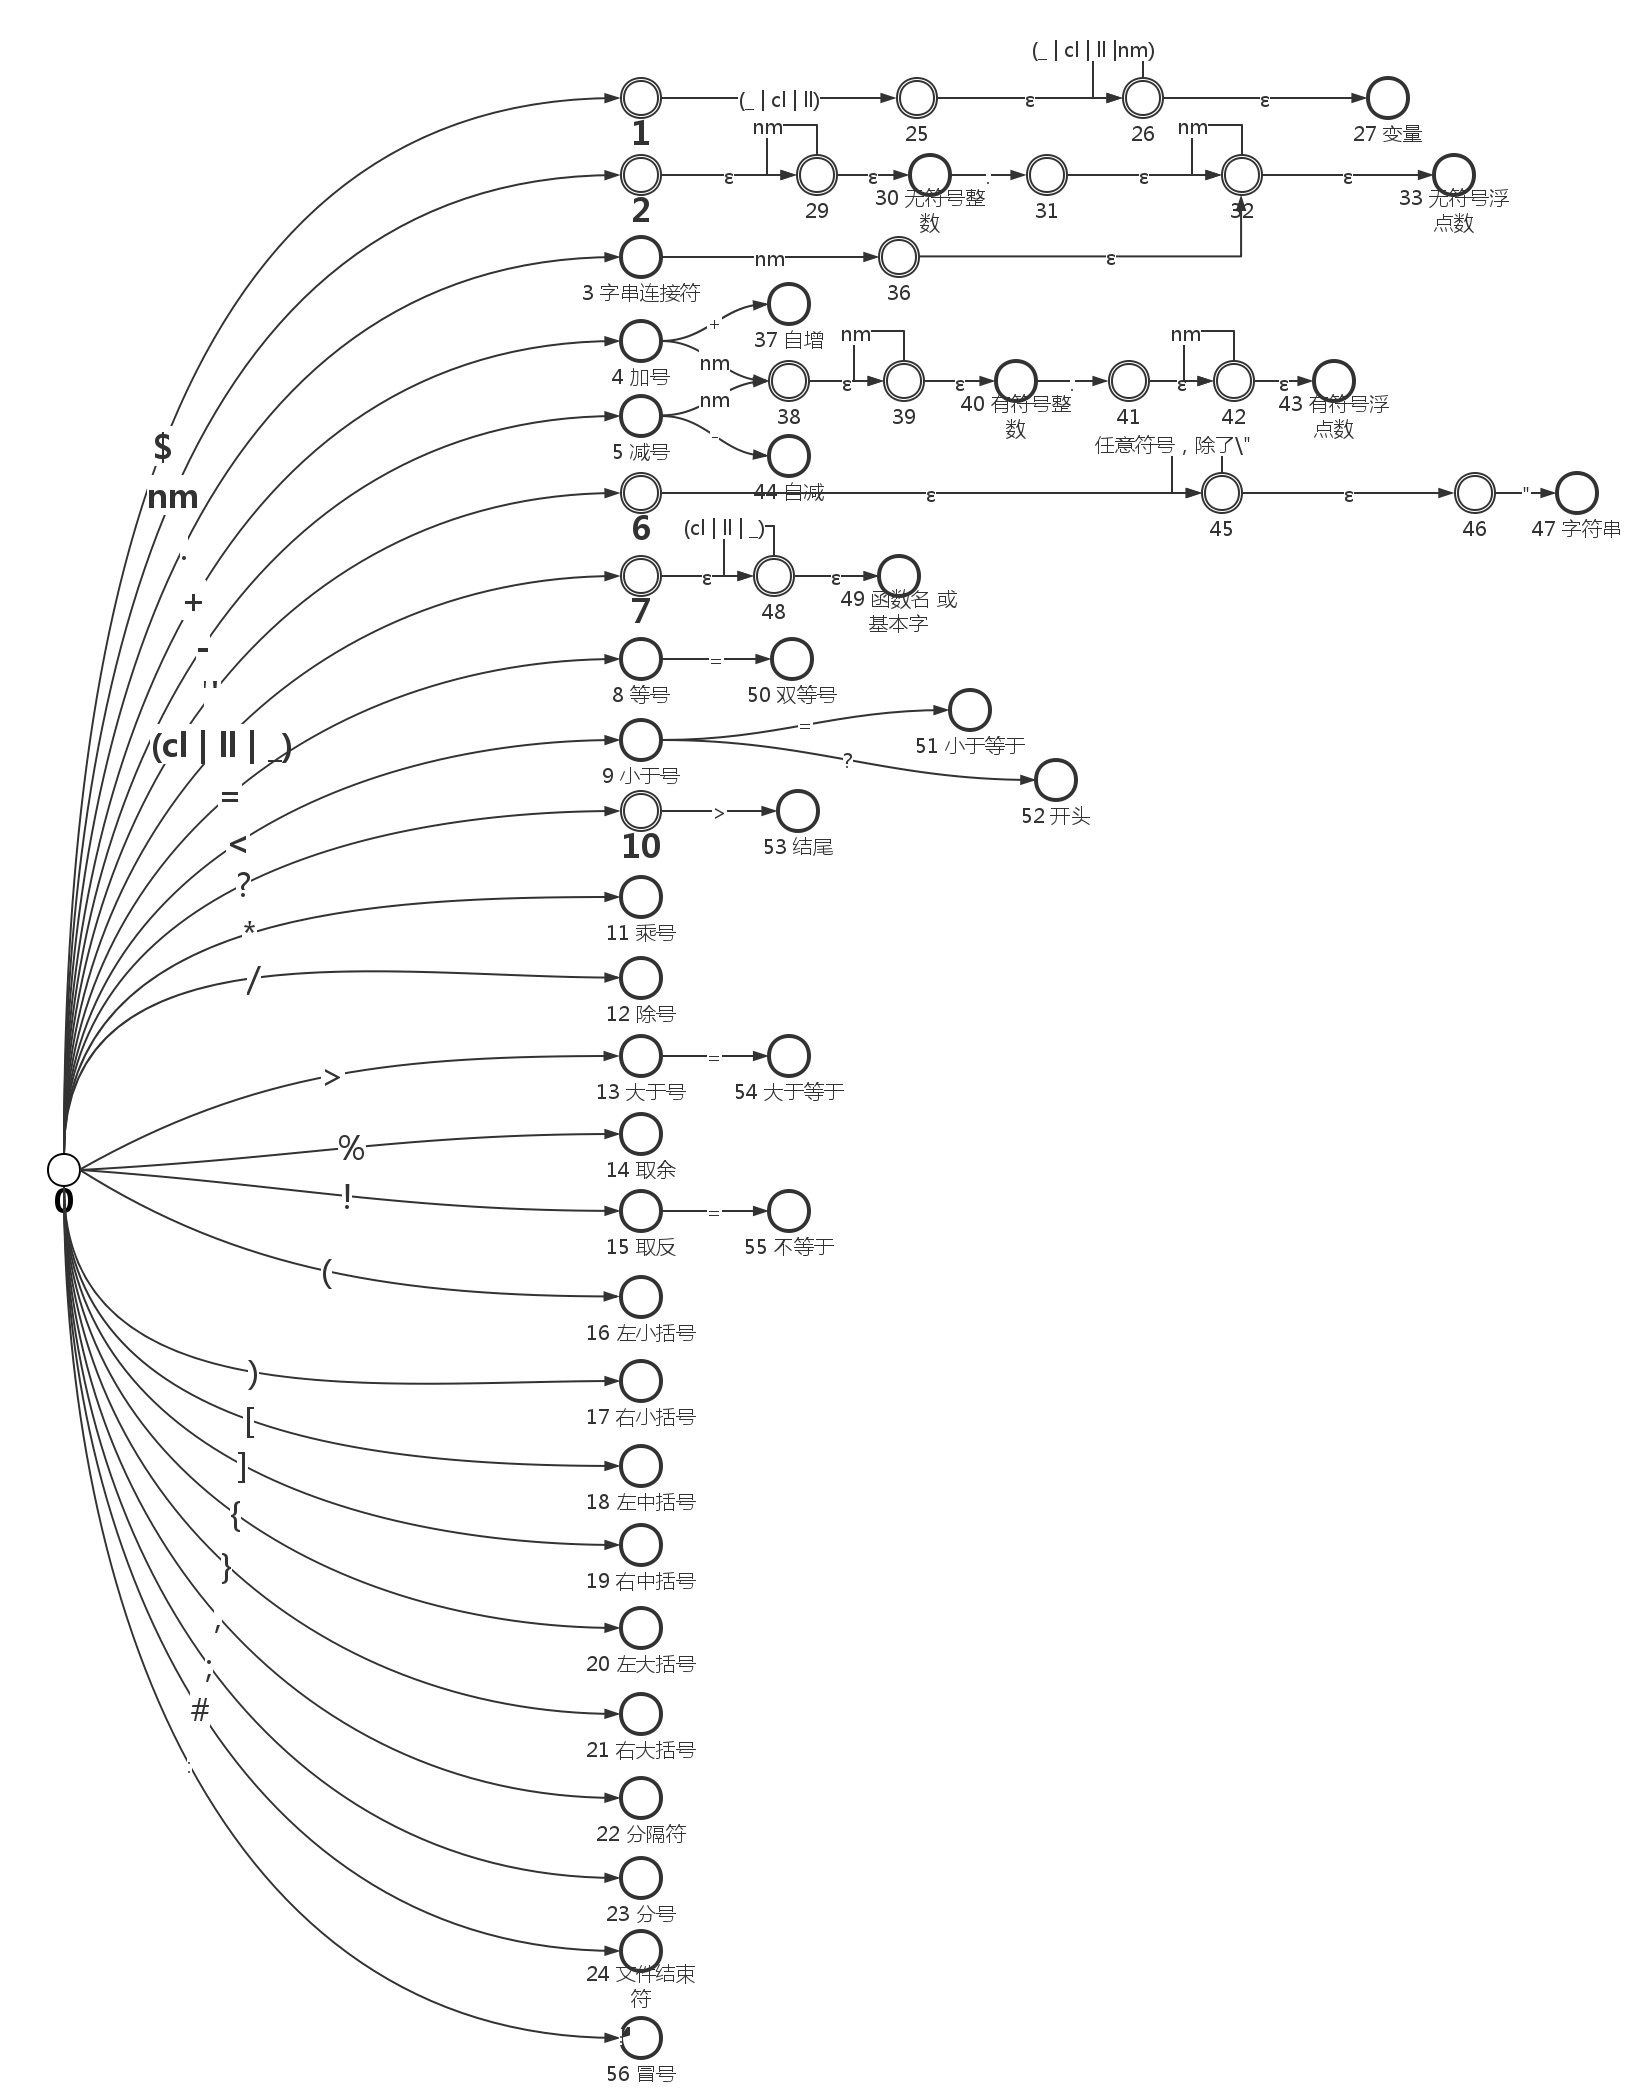 (_ | cl | ll |nm)
(_ | cl | ll)
ε
ε
1
25
26
27 变量
nm
nm
ε
ε
.
ε
ε
2
29
30 无符号整
数
31
32
33 无符号浮
点数
nm
ε
3 字串连接符
36
+
37 自增
nm
nm
4 加号
nm
ε
ε
.
ε
ε
nm
38
39
40 有符号整
数
41
42
43 有符号浮
点数
-
5 减号
44 自减
任意符号，除了\"
ε
ε
"
6
45
46
47 字符串
(cl | ll | _)
ε
ε
7
48
49 函数名 或
基本字
=
8 等号
50 双等号
=
51 小于等于
?
9 小于号
52 开头
>
10
53 结尾
11 乘号
12 除号
=
13 大于号
54 大于等于
14 取余
=
15 取反
55 不等于
16 左小括号
17 右小括号
18 左中括号
19 右中括号
20 左大括号
21 右大括号
22 分隔符
23 分号
24 文件结束
符
56 冒号
$
nm
.
+
-
"
(cl | ll | _)
=
<
?
*
/
>
%
!
0
(
)
[
]
{
}
,
;
#
: